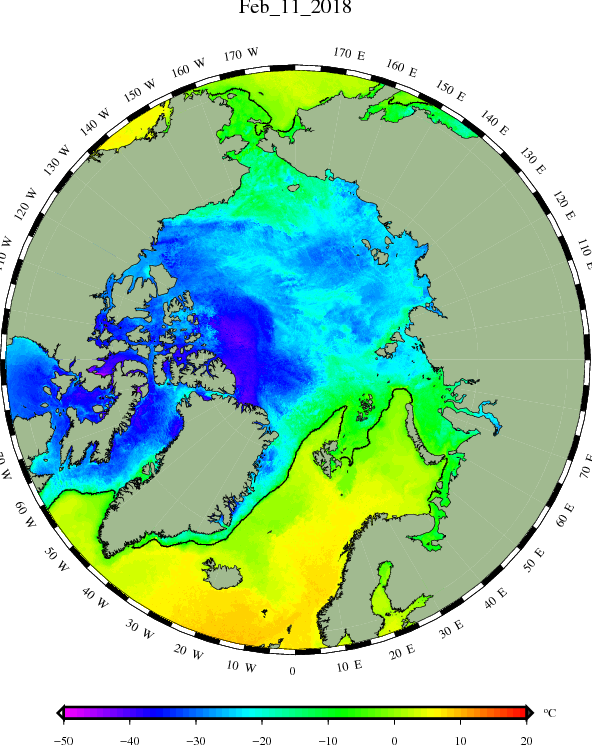 Feb_11_2018
170 W
170 E
160 W
160 E
150 W
150 E
140 W
140 E
130 W
130 E
120 W
120 E
110 E
70 E
60 W
60 E
50 W
50 E
40 W
40 E
30 W
30 E
20 W
20 E
10 W
10 E
0
°C
−50 −40 −30 −20 −10 0 10 20